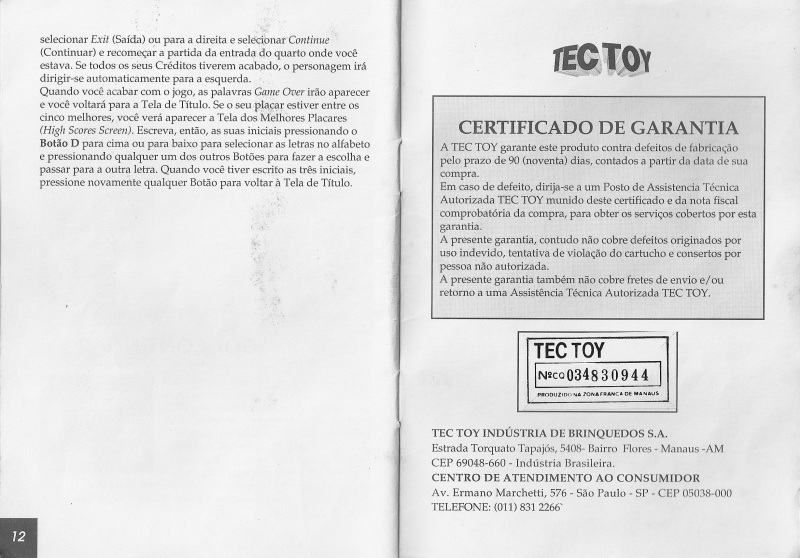 selecionar Exit (Saída) ou para a direita e selecionar Continue
(Continuar) e recomeçar a partida da entrada do quarto onde você
estava. Se todos os seus Créditos tiverem acabado, o personagem irá
dirigir-se automaticamente para a esquerda.
Quando você acabar com o jogo, as palavras Game Over irão aparecer
e você voltará para a Tela de Título. Se o seu placar estiver entre os
cinco melhores, você verá aparecer a Tela dos Melhores Placares
(High Scores Screen). Escreva, então, as suas iniciais pressionando o
Botão D para cima ou para baixo para selecionar as letras no alfabeto
e pressionando qualquer um dos outros Botões para fazer a escolha e
passar para a outra letra. Quando você tiver escrito as três iniciais,
pressione novamente qualquer Botão para voltar à Tela de Título.
12
TEC TOY
CERTIFICADO DE GARANTIA
A TEC TOY garante este produto contra defeitos de fabricação
pelo prazo de 90 (noventa) dias, contados a partir da data de sua
compra.
Em caso de defeito, dirija-se a um Posto de Assistencia Técnica
Autorizada TEC TOY munido deste certificado e da nota fiscal
comprobatória da compra, para obter os serviços cobertos por esta
garantia.
A presente garantia, contudo não cobre defeitos originados por
uso indevido, tentativa de violação do cartucho e consertos por
pessoa não autorizada.
A presente garantia também não cobre fretes de envio e/ou
retorno a uma Assistência Técnica Autorizada TEC TOY.
TEC TOY
Nº CQ 034830944
PRODUZIDO NA ZONA FRANCA DE MANAUS
TEC TOY INDÚSTRIA DE BRINQUEDOS S.A.
Estrada Torquato Tapajós, 5408- Bairro Flores - Manaus -AM
CEP 69048-660 - Indústria Brasileira.
CENTRO DE ATENDIMENTO AO CONSUMIDOR
Av. Ermano Marchetti, 576 - São Paulo - SP - CEP 05038-000
TELEFONE: (011) 831 2266